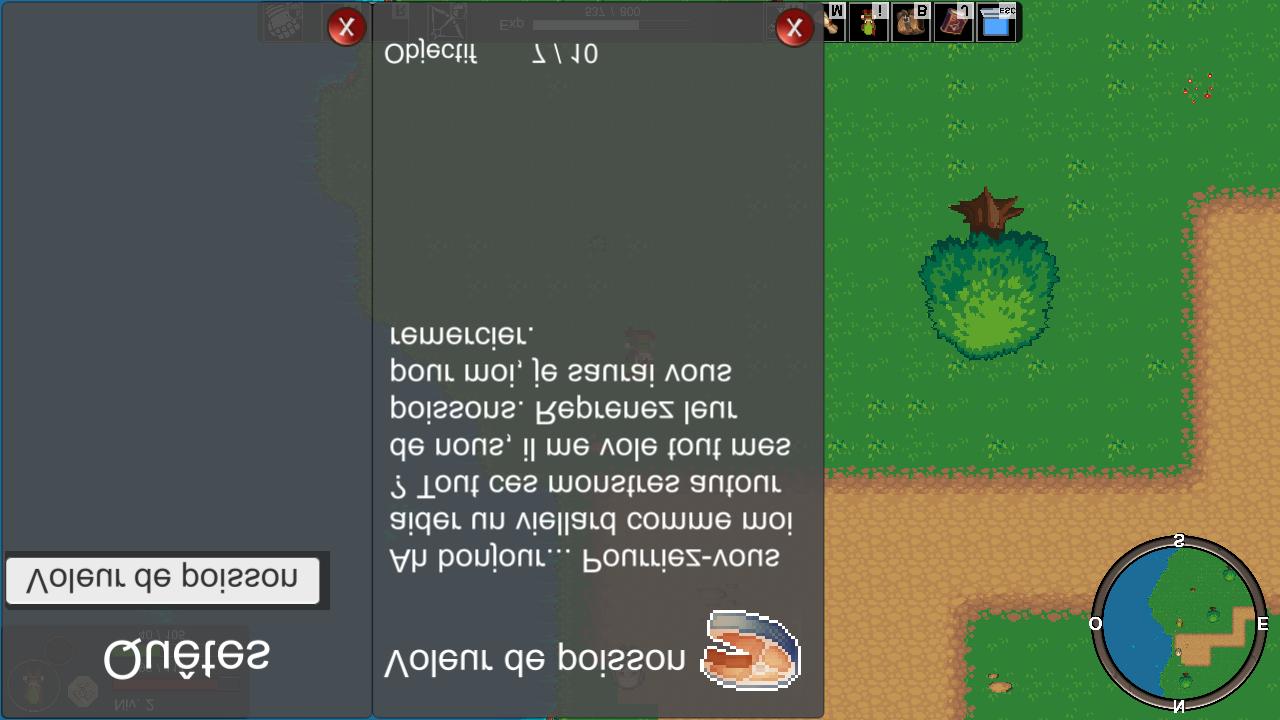 Quêtes
Voleur de poisson
Voleur de poisson
Ah bonjour... Pourriez-vous
aider un viellard comme moi
? Tout ces monstres autour
de nous, il me vole tout mes
poissons. Reprenez leur
pour moi, je saurai vous
remercier.
Objectif 7 / 10
X
X
Exp 537 / 800
Niv. 2
M I B J ESC
N
O E
S